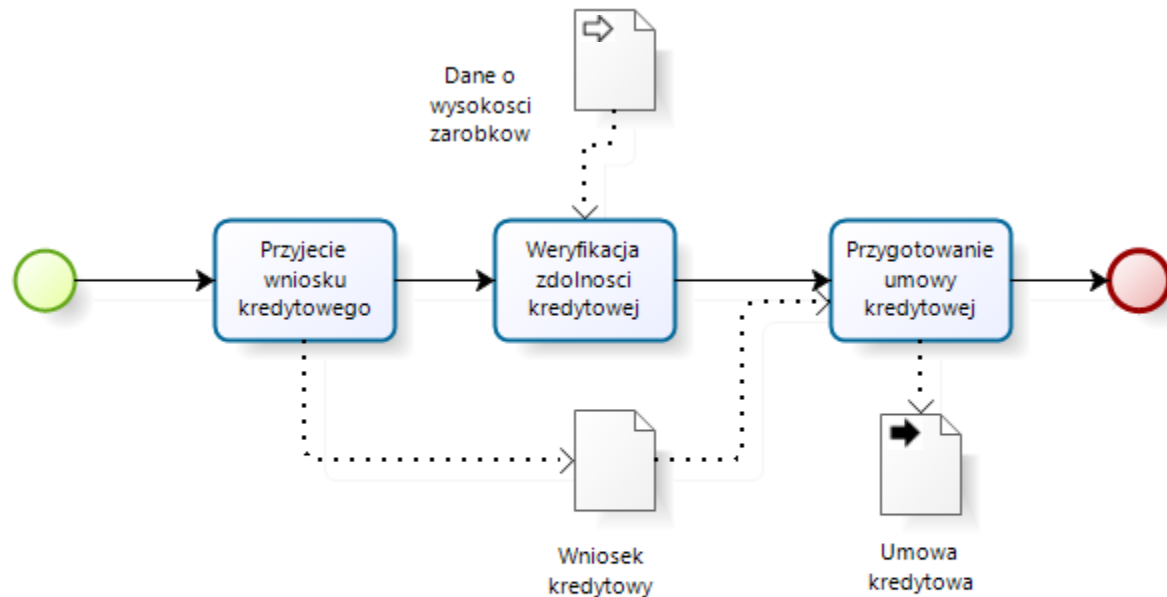 Dane o
wysokosci
zarobkow
Przyjecie
wniosku
kredytowego
Weryfikacja
zdolnosci
kredytowej
Przygotowanie
umowy
kredytowej
Wniosek
kredytowy
Umowa
kredytowa